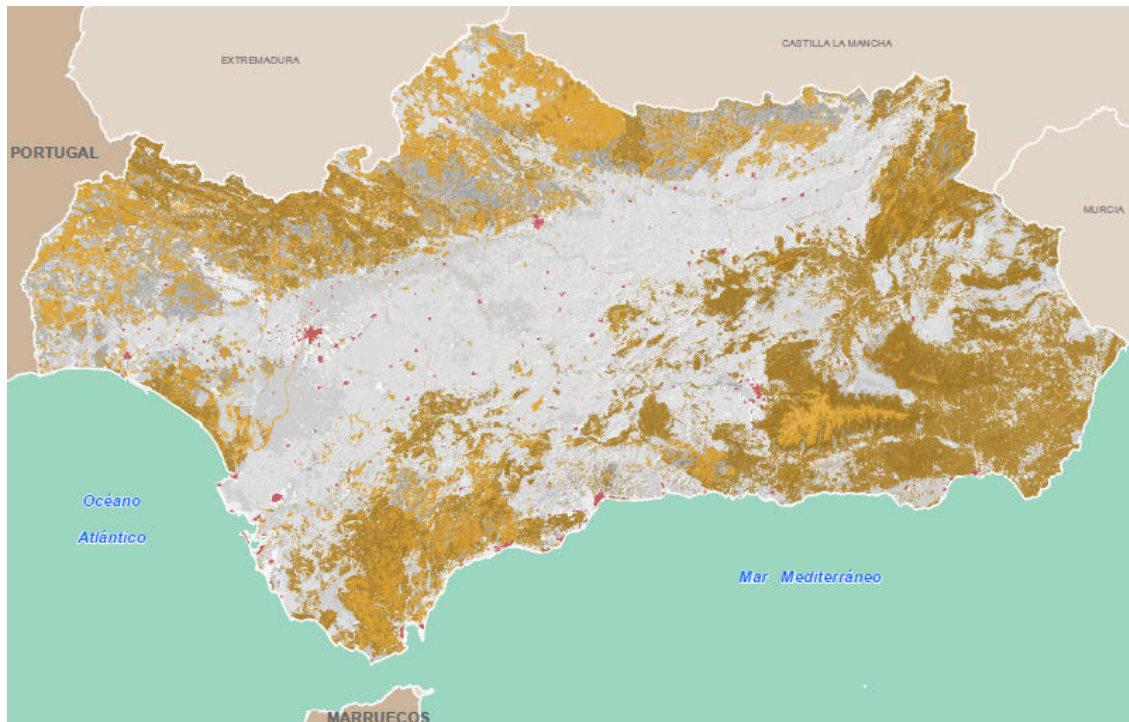 CASTILLA LA MANCHA
EXTREMADURA
PORTUGAL
MURCIA
Océano
Atlántico
Mar Mediterráneo
MARRUECOS